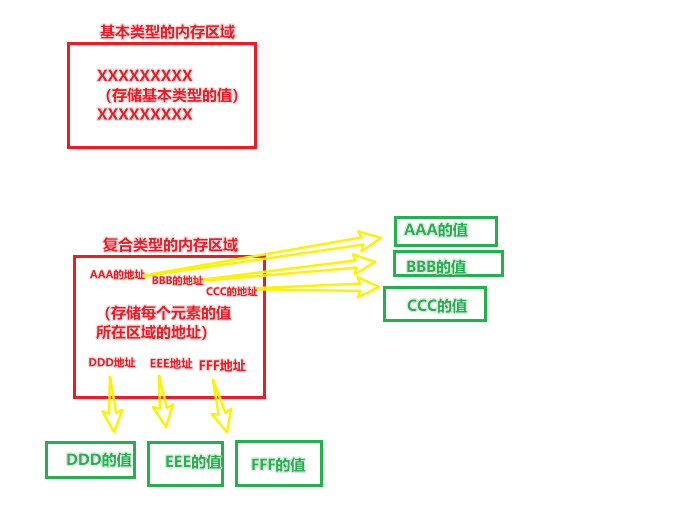 基本类型的内存区域
XXXXXXXXX
（存储基本类型的值）
XXXXXXXXX
复合类型的内存区域
AAA的地址
BBB的地址
CCC的地址
（存储每个元素的值
所在区域的地址）
DDD地址
EEE地址
FFF地址
AAA的值
BBB的值
CCC的值
DDD的值
EEE的值
FFF的值